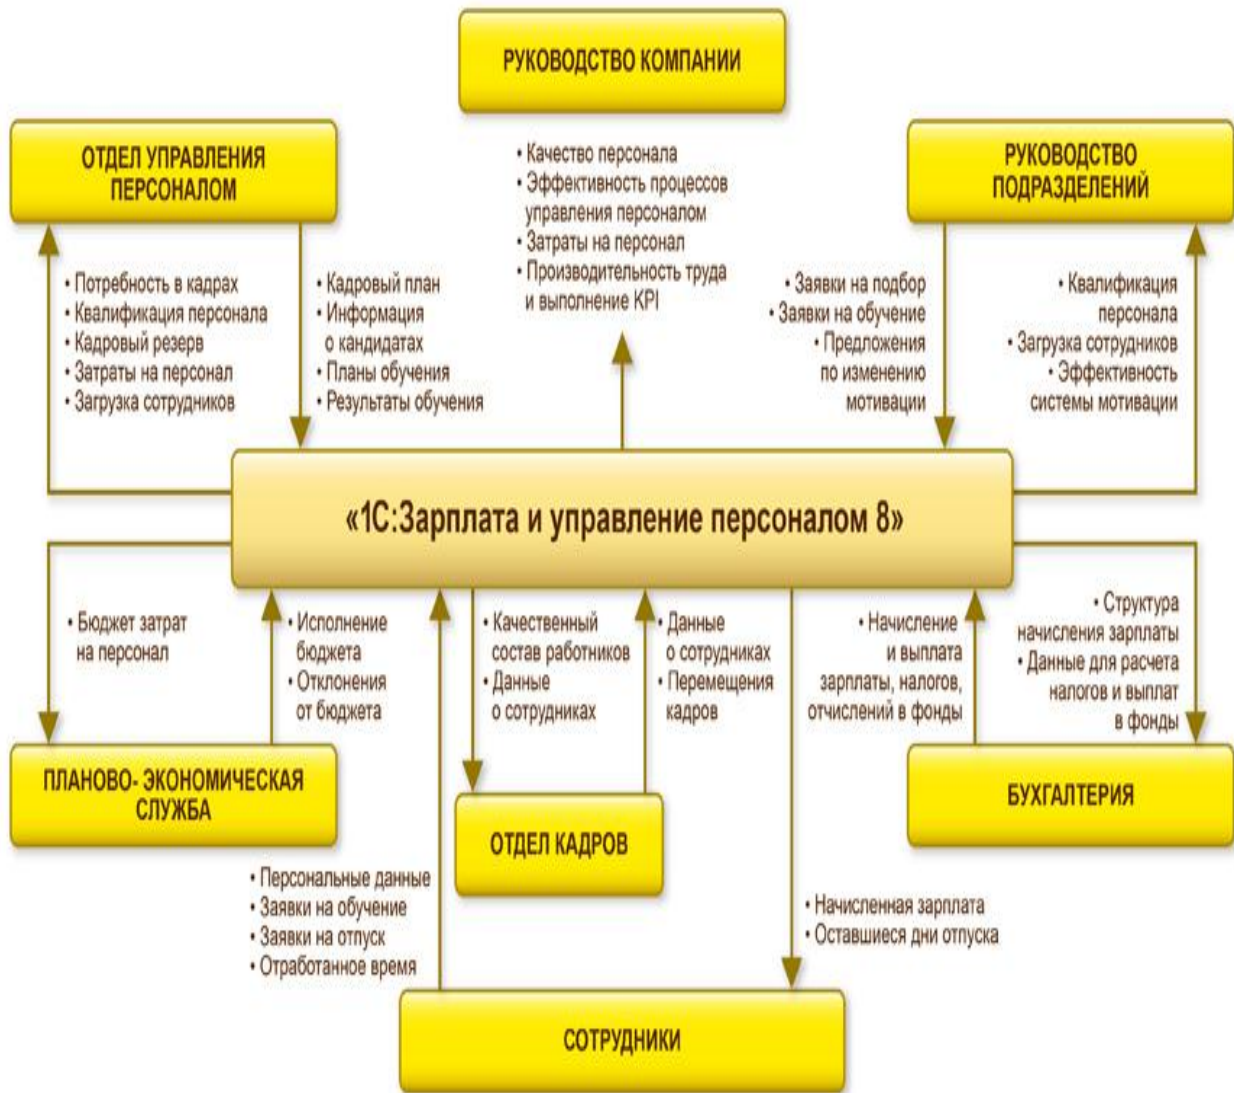 РУКОВОДСТВО КОМПАНИИ
ОТДЕЛ УПРАВЛЕНИЯ
ПЕРСОНАЛОМ
РУКОВОДСТВО
ПОДРАЗДЕЛЕНИЙ
• Качество персонала
• Эффективность процессов
управления персоналом
• Затраты на персонал
• Производительность труда
и выполнение KPI
• Потребность в кадрах
• Квалификация персонала
• Кадровый резерв
• Затраты на персонал
• Загрузка сотрудников
• Кадровый план
• Информация
о кандидатах
• Планы обучения
• Результаты обучения
• Заявки на подбор
• Заявки на обучение
• Предложения
по изменению
мотивации
• Квалификация
персонала
• Загрузка сотрудников
• Эффективность
системы мотивации
«1С:Зарплата и управление персоналом 8»
• Бюджет затрат
на персонал
• Исполнение
бюджета
• Отклонения
от бюджета
• Качественный
состав работников
• Данные
о сотрудниках
• Данные
о сотрудниках
• Перемещения
кадров
• Начисление
и выплата
зарплаты, налогов,
отчислений в фонды
• Структура
начисления зарплаты
• Данные для расчета
налогов и выплат
в фонды
ПЛАНОВО- ЭКОНОМИЧЕСКАЯ
СЛУЖБА
ОТДЕЛ КАДРОВ
БУХГАЛТЕРИЯ
• Персональные данные
• Заявки на обучение
• Заявки на отпуск
• Отработанное время
• Начисленная зарплата
• Оставшиеся дни отпуска
СОТРУДНИКИ